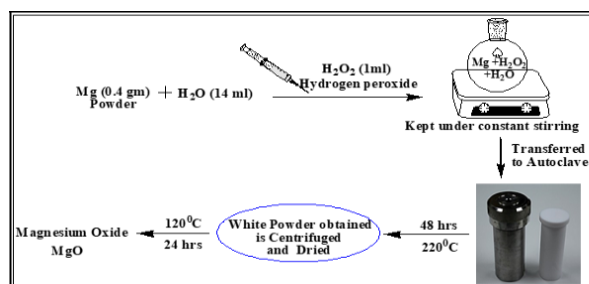 Mg (0.4 gm) + H₂O (14 ml)
Powder
H₂O₂ (1ml)
Hydrogen peroxide
Mg +H₂O₂
+H₂O
Kept under constant stirring
Transferred
to Autoclave
48 hrs
220⁰C
White Powder obtained
is Centrifuged
and Dried
120⁰C
24 hrs
Magnesium Oxide
MgO